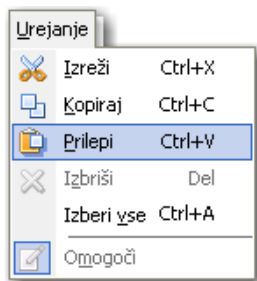 Urejanje
Izreži Ctrl+X
Kopiraj Ctrl+C
Prilepi Ctrl+V
Izbriši Del
Izberi vse Ctrl+A
Omogoči